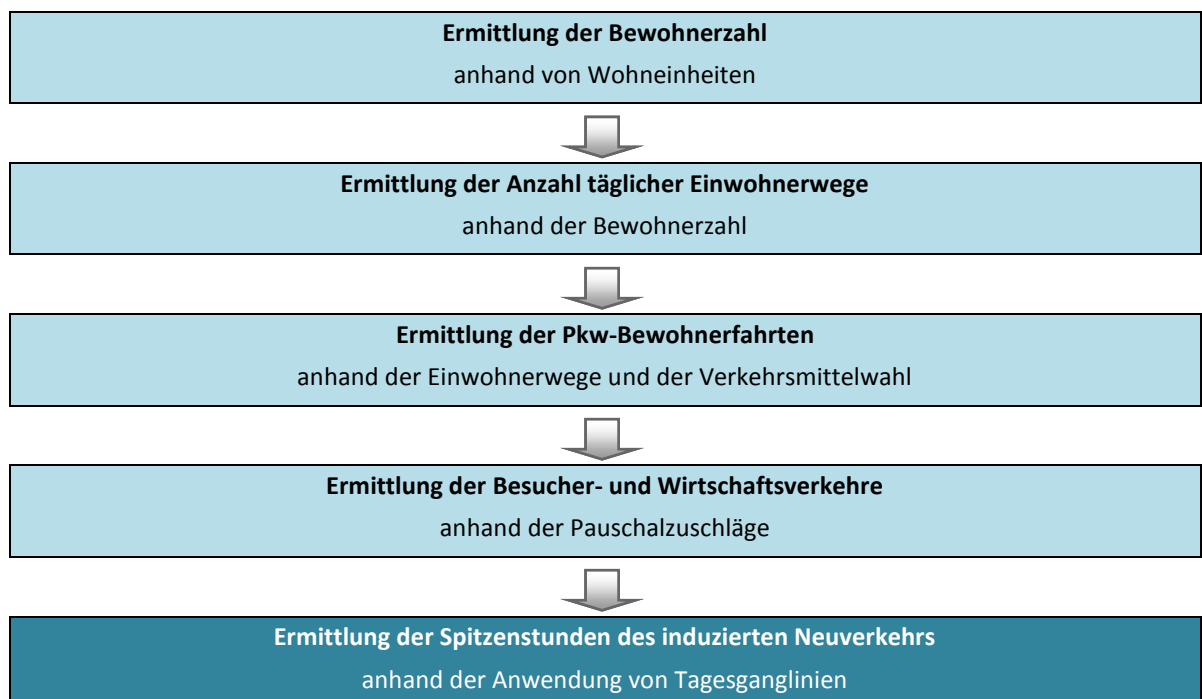 Ermittlung der Bewohnerzahl
anhand von Wohneinheiten
Ermittlung der Anzahl täglicher Einwohnerwege
anhand der Bewohnerzahl
Ermittlung der Pkw-Bewohnerfahrten
anhand der Einwohnerwege und der Verkehrsmittelwahl
Ermittlung der Besucher- und Wirtschaftsverkehre
anhand der Pauschalzuschläge
Ermittlung der Spitzenstunden des induzierten Neuverkehrs
anhand der Anwendung von Tagesganglinien